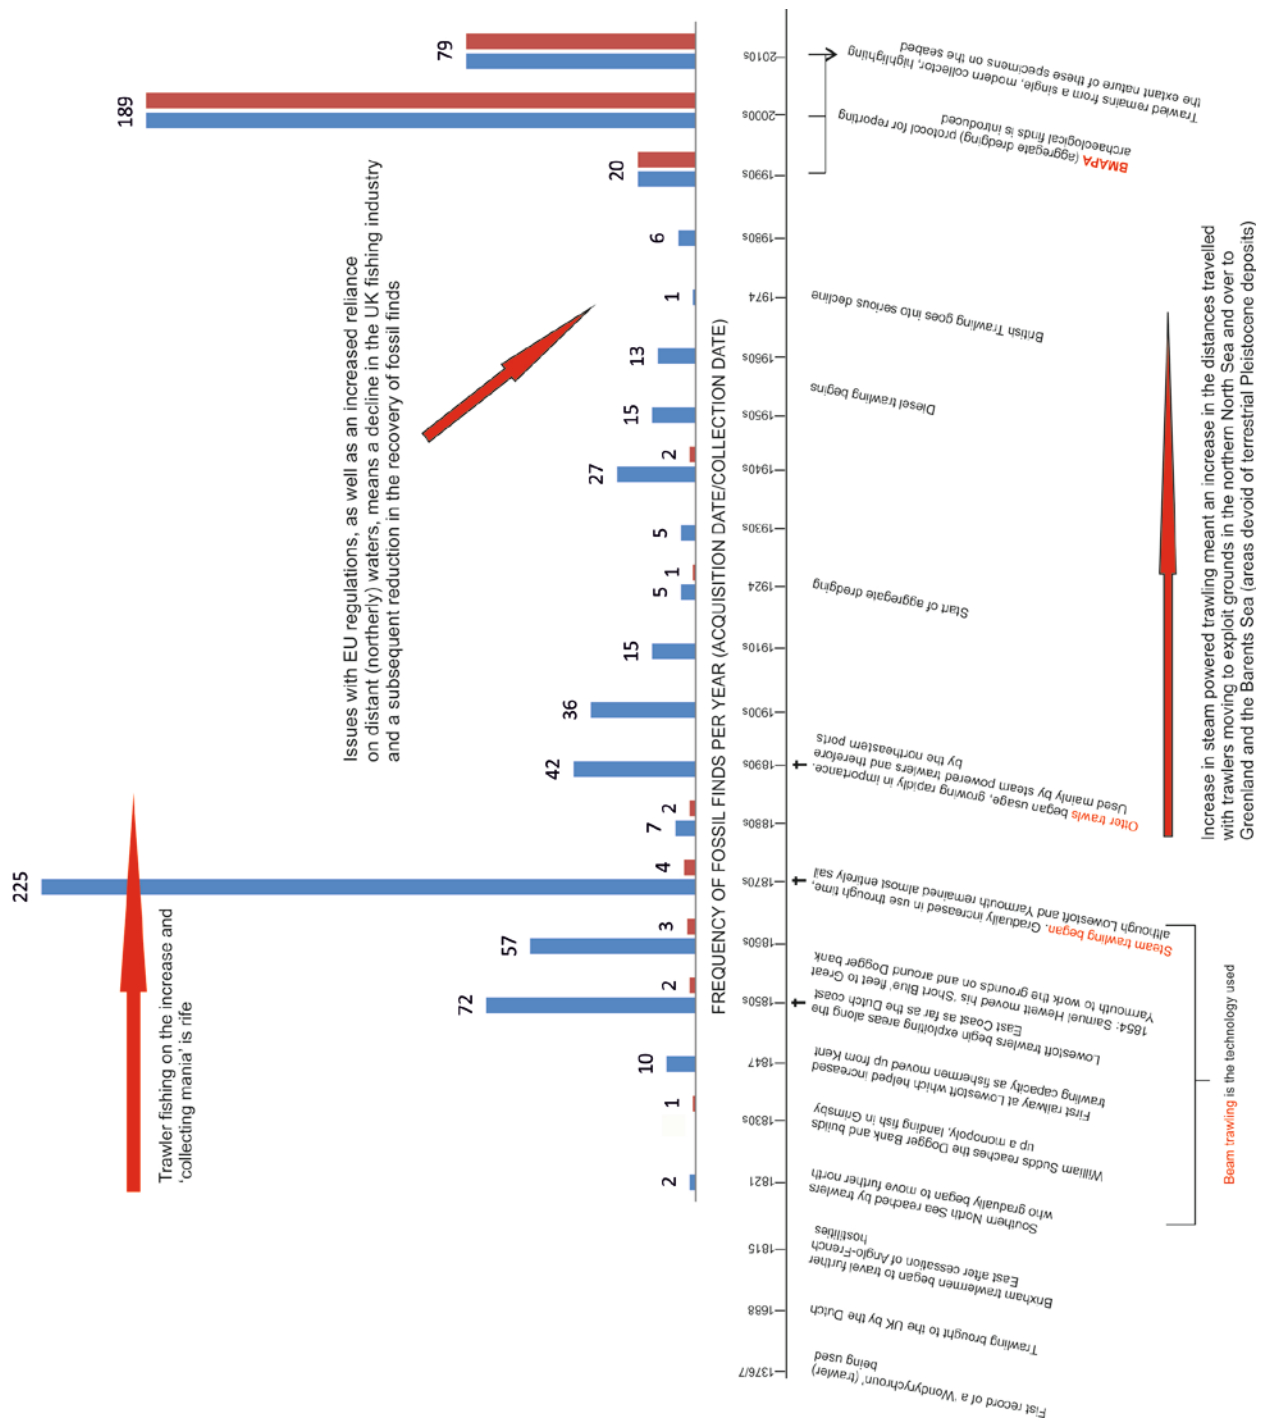 Trawler fishing on the increase and
‘collecting mania’ is rife
Issues with EU regulations, as well as an increased reliance
on distant (northerly) waters, means a decline in the UK fishing industry
and a subsequent reduction in the recovery of fossil finds
2
1
10
72
2
57
3
225
4
7
2
42
36
15
5
1
5
27
2
15
13
1
6
20
189
79
FREQUENCY OF FOSSIL FINDS PER YEAR (ACQUISITION DATE/COLLECTION DATE)
1376/7
1688
1815
1821
1830s
1847
1850s
1860s
1870s
1880s
1890s
1900s
1910s
1924
1930s
1940s
1950s
1960s
1974
1980s
1990s
2000s
2010s
Fist record of a ‘Wondyrychroun’ (trawler)
being used
Trawling brought to the UK by the Dutch
Brixham trawlermen began to travel further
East after cessation of Anglo-French
hostilities
Southern North Sea reached by trawlers
who gradually began to move further north
William Sudds reaches the Dogger Bank and builds
up a monopoly, landing fish in Grimsby
First railway at Lowestoft which helped increased
trawling capacity as fishermen moved up from Kent
Lowestoft trawlers begin exploiting areas along the
East Coast as far as the Dutch coast
1854: Samuel Hewett moved his ‘Short Blue’ fleet to Great
Yarmouth to work the grounds on and around Dogger bank
Steam trawling began. Gradually increased in use through time,
although Lowestoft and Yarmouth remained almost entirely sail
Otter trawls began usage, growing rapidly in importance.
Used mainly by steam powered trawlers and therefore
by the northeastern ports
Start of aggregate dredging
Diesel trawling begins
British Trawling goes into serious decline
BMAPA (aggregate dredging) protocol for reporting
archaeological finds is introduced
Trawled remains from a single, modern collector, highlighting
the extant nature of these specimens on the seabed
Beam trawling is the technology used
Increase in steam powered trawling meant an increase in the distances travelled
with trawlers moving to exploit grounds in the northern North Sea and over to
Greenland and the Barents Sea (areas devoid of terrestrial Pleistocene deposits)